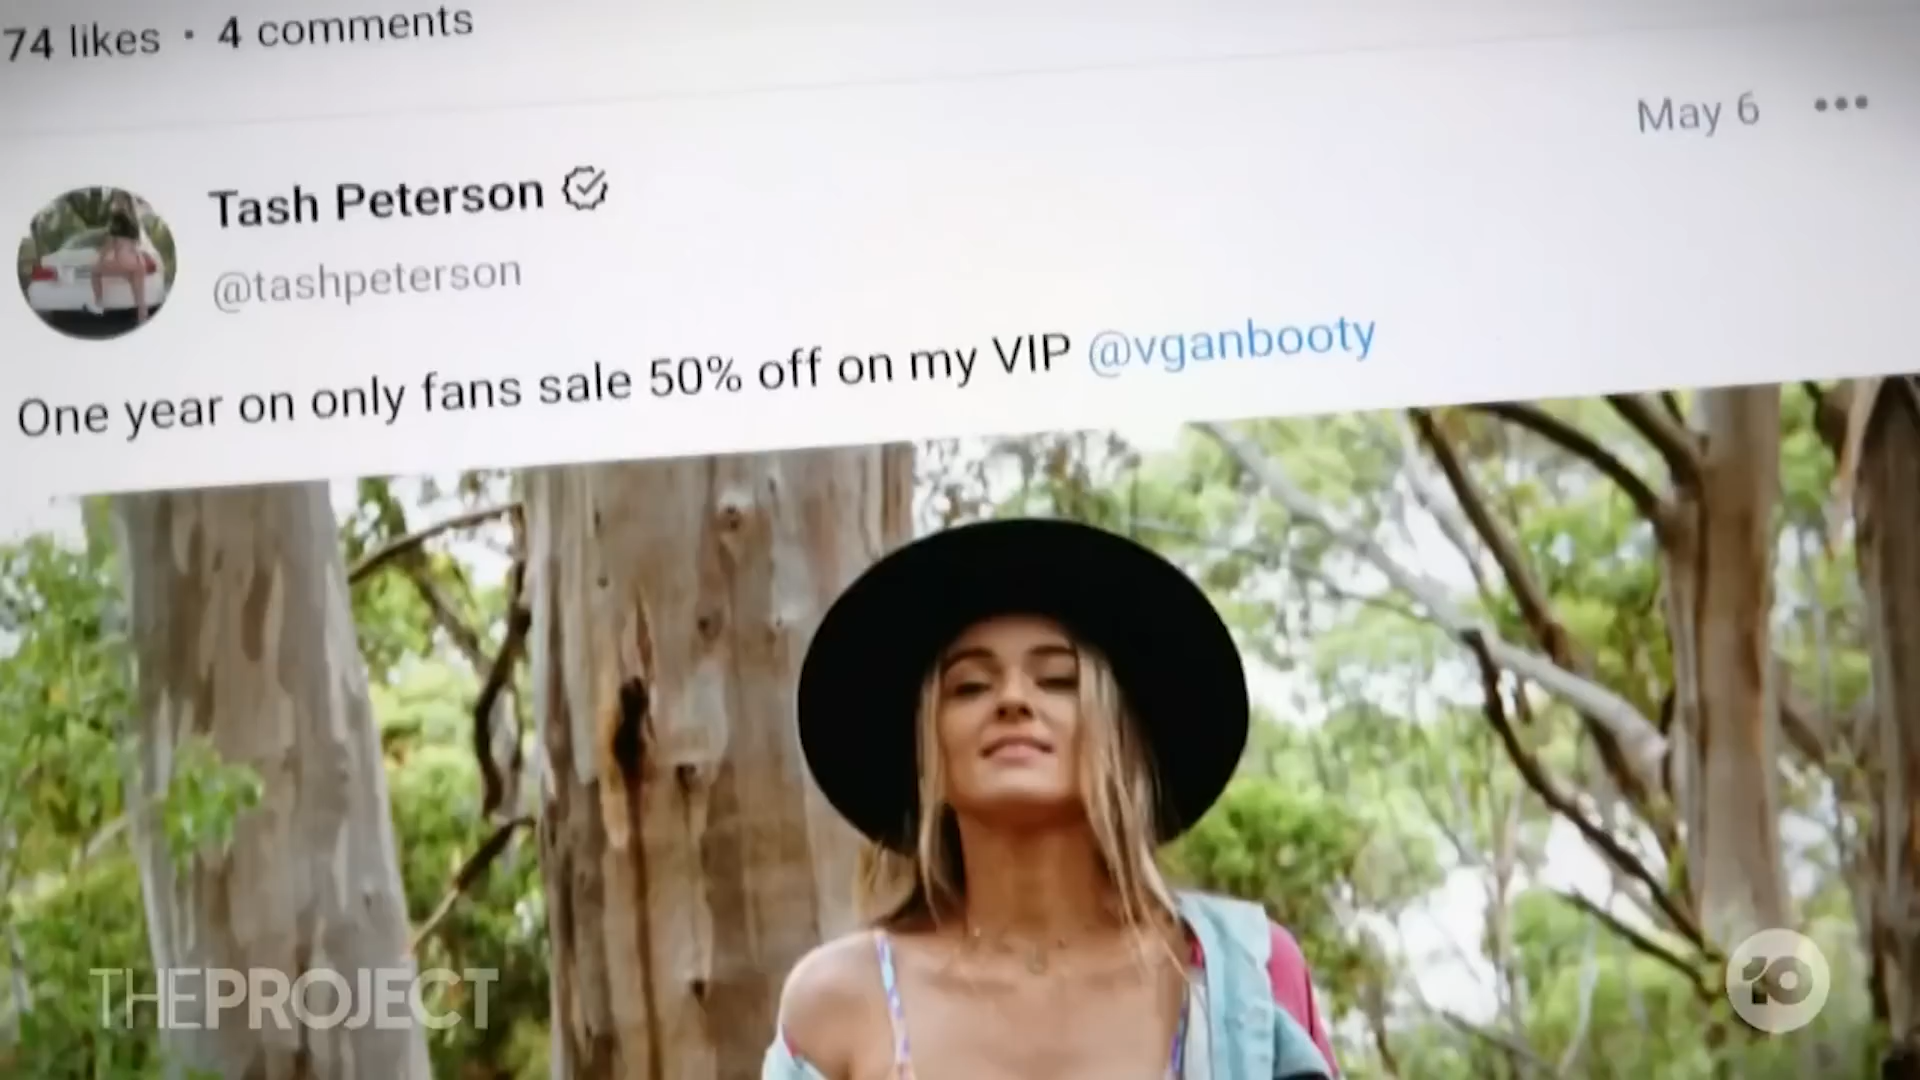 74 likes · 4 comments
May 6
Tash Peterson
@tashpeterson
One year on only fans sale 50% off on my VIP @vganbooty
THEPROJECT
10